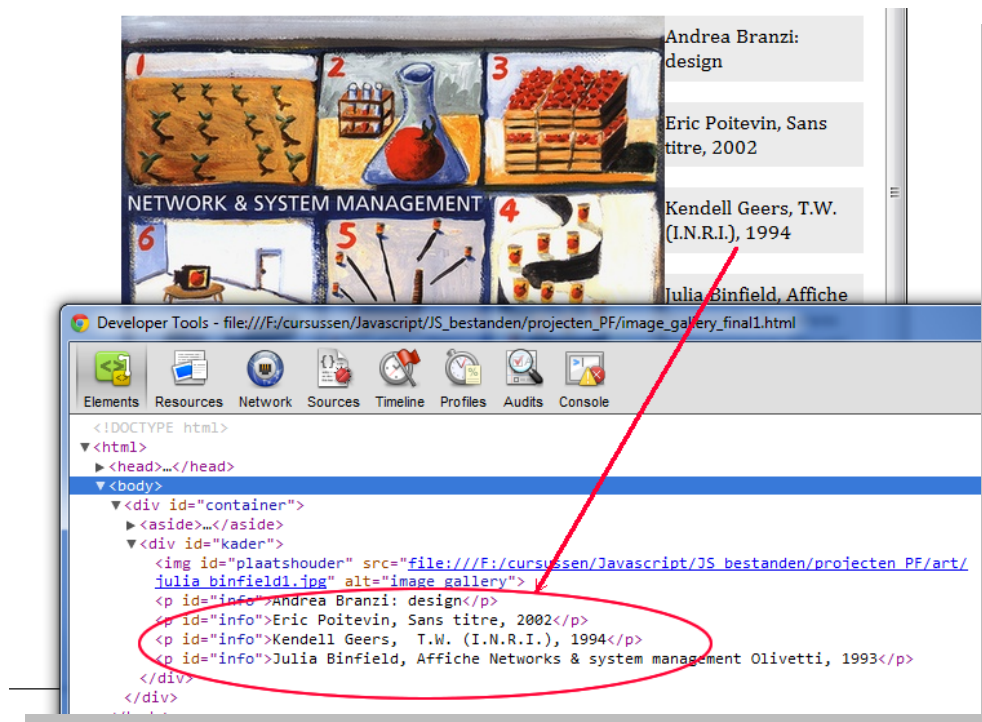 Andrea Branzi:
design
Eric Poitevin, Sans
titre, 2002
Kendell Geers, T.W.
(I.N.R.I.), 1994
Julia Binfield, Affiche
1
2
3
NETWORK & SYSTEM MANAGEMENT
6
5
4
Developer Tools - file:///F:/cursussen/Javascript/JS_bestanden/projecten_PF/image_gallery_final1.html
Elements Resources Network Sources Timeline Profiles Audits Console
<!DOCTYPE html>
▼<html>
▶<head>…</head>
▼<body>
▼<div id="container">
▶<aside>…</aside>
▼<div id="kader">
<img id="plaatshouder" src="file:///F:/cursussen/Javascript/JS_bestanden/projecten_PF/art/
julia_binfield1.jpg" alt="image gallery">
<p id="info">Andrea Branzi: design</p>
<p id="info">Eric Poitevin, Sans titre, 2002</p>
<p id="info">Kendell Geers,  T.W. (I.N.R.I.), 1994</p>
<p id="info">Julia Binfield, Affiche Networks & system management Olivetti, 1993</p>
</div>
</div>